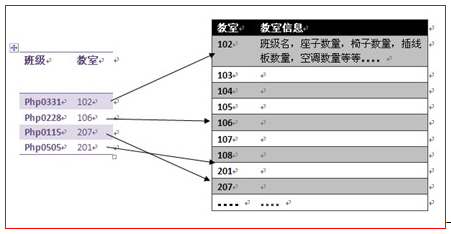 班级 教室
Php0331 102
Php0228 106
Php0115 207
Php0505 201
教室 教室信息
102 班级名，座子数量，椅子数量，插线
板数量，空调数量等等....
103
104
105
106
107
108
201
207
.... ....